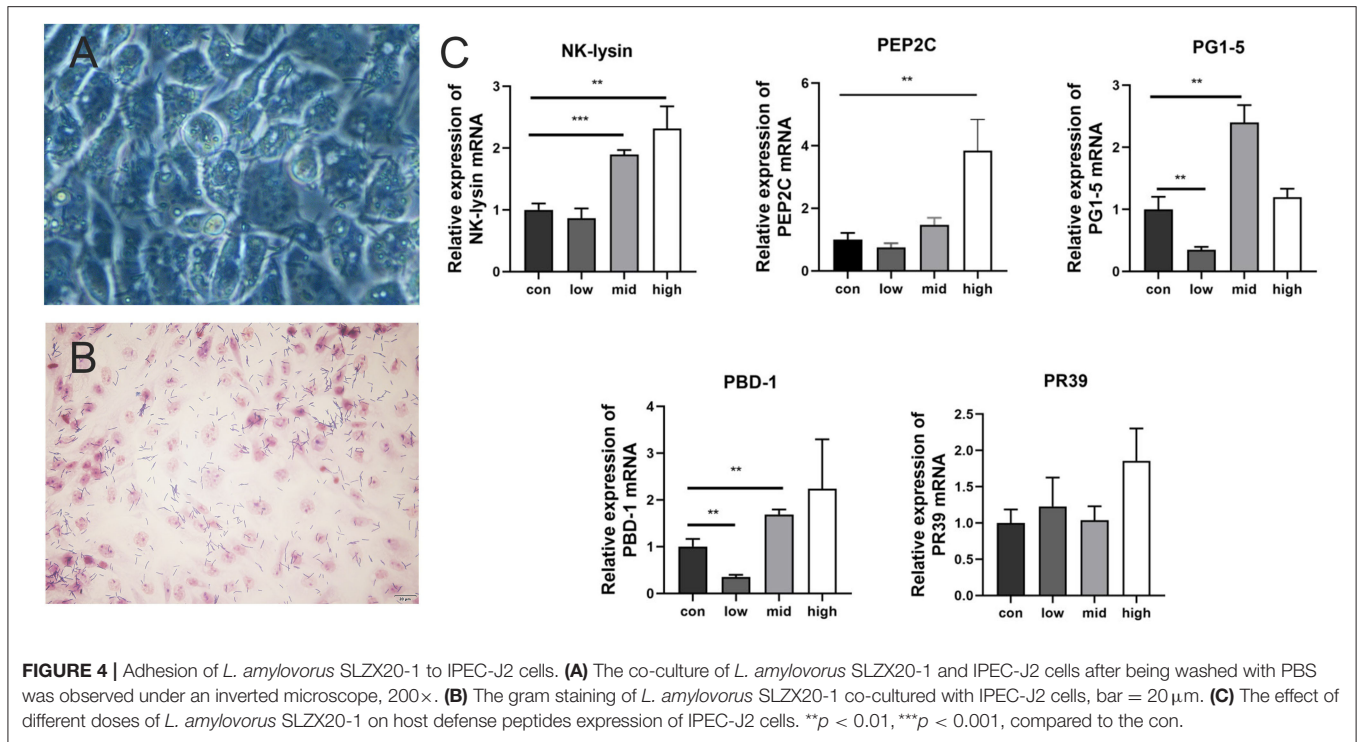 A
B
C
NK-lysin
Relative expression of
NK-lysin mRNA
3
2
1
0
**
***
con low mid high
PEP2C
Relative expression of
PEP2C mRNA
6
4
2
0
**
con low mid high
PG1-5
Relative expression of
PG1-5 mRNA
3
2
1
0
**
**
con low mid high
PBD-1
Relative expression of
PBD-1 mRNA
4
3
2
1
0
**
**
con low mid high
PR39
Relative expression of
PR39 mRNA
2.5
2.0
1.5
1.0
0.5
0.0
con low mid high
FIGURE 4 | Adhesion of L. amylovorus SLZX20-1 to IPEC-J2 cells. (A) The co-culture of L. amylovorus SLZX20-1 and IPEC-J2 cells after being washed with PBS
was observed under an inverted microscope, 200×. (B) The gram staining of L. amylovorus SLZX20-1 co-cultured with IPEC-J2 cells, bar = 20 μm. (C) The effect of
different doses of L. amylovorus SLZX20-1 on host defense peptides expression of IPEC-J2 cells. **p < 0.01, ***p < 0.001, compared to the con.